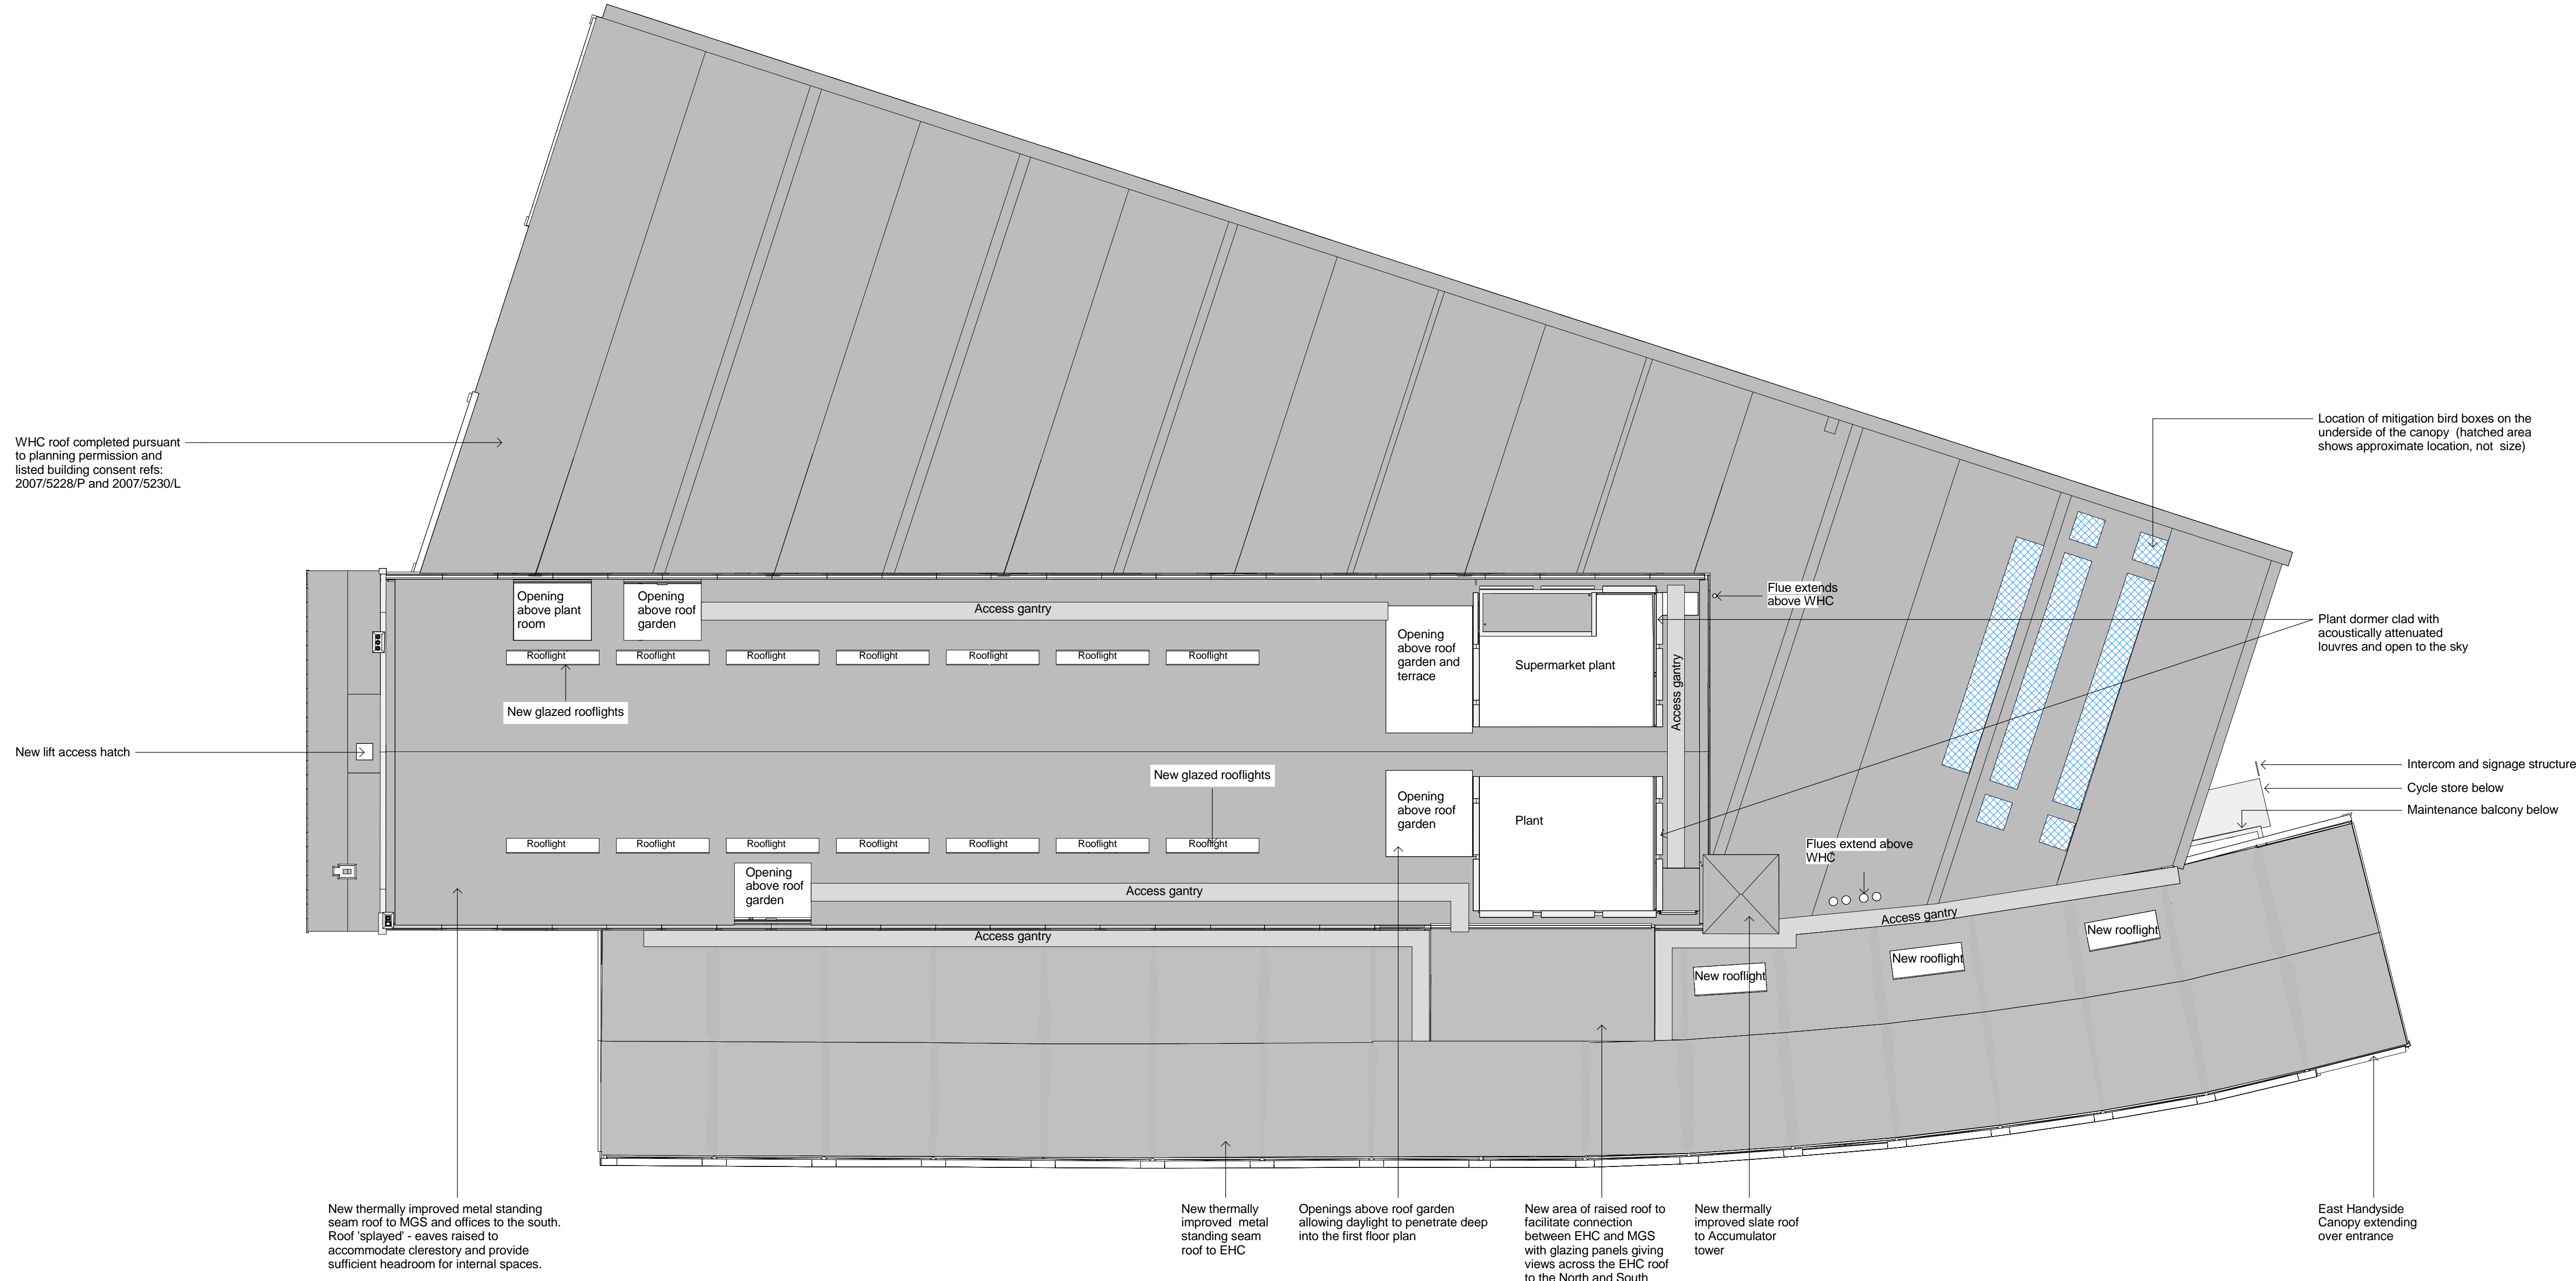 WHC roof completed pursuant
to planning permission and
listed building consent refs:
2007/5228/P and 2007/5230/L
Location of mitigation bird boxes on the
underside of the canopy (hatched area
shows approximate location, not size)
Opening
above plant
room
Opening
above roof
garden
Access gantry
Flue extends
above WHC
Plant dormer clad with
acoustically attenuated
louvres and open to the sky
Opening
above roof
garden and
terrace
Supermarket plant
Access gantry
Rooflight
Rooflight
Rooflight
Rooflight
Rooflight
Rooflight
Rooflight
New glazed rooflights
New lift access hatch
New glazed rooflights
Intercom and signage structure
Cycle store below
Maintenance balcony below
Opening
above roof
garden
Plant
Rooflight
Rooflight
Rooflight
Rooflight
Rooflight
Rooflight
Rooflight
Flues extend above
WHC
Opening
above roof
garden
Access gantry
Access gantry
Access gantry
New rooflight
New rooflight
New rooflight
New thermally improved metal standing
seam roof to MGS and offices to the south.
Roof 'splayed' - eaves raised to
accommodate clerestory and provide
sufficient headroom for internal spaces.
New thermally
improved metal
standing seam
roof to EHC
Openings above roof garden
allowing daylight to penetrate deep
into the first floor plan
New area of raised roof to
facilitate connection
between EHC and MGS
with glazing panels giving
views across the EHC roof
to the North and South
New thermally
improved slate roof
to Accumulator
tower
East Handyside
Canopy extending
over entrance